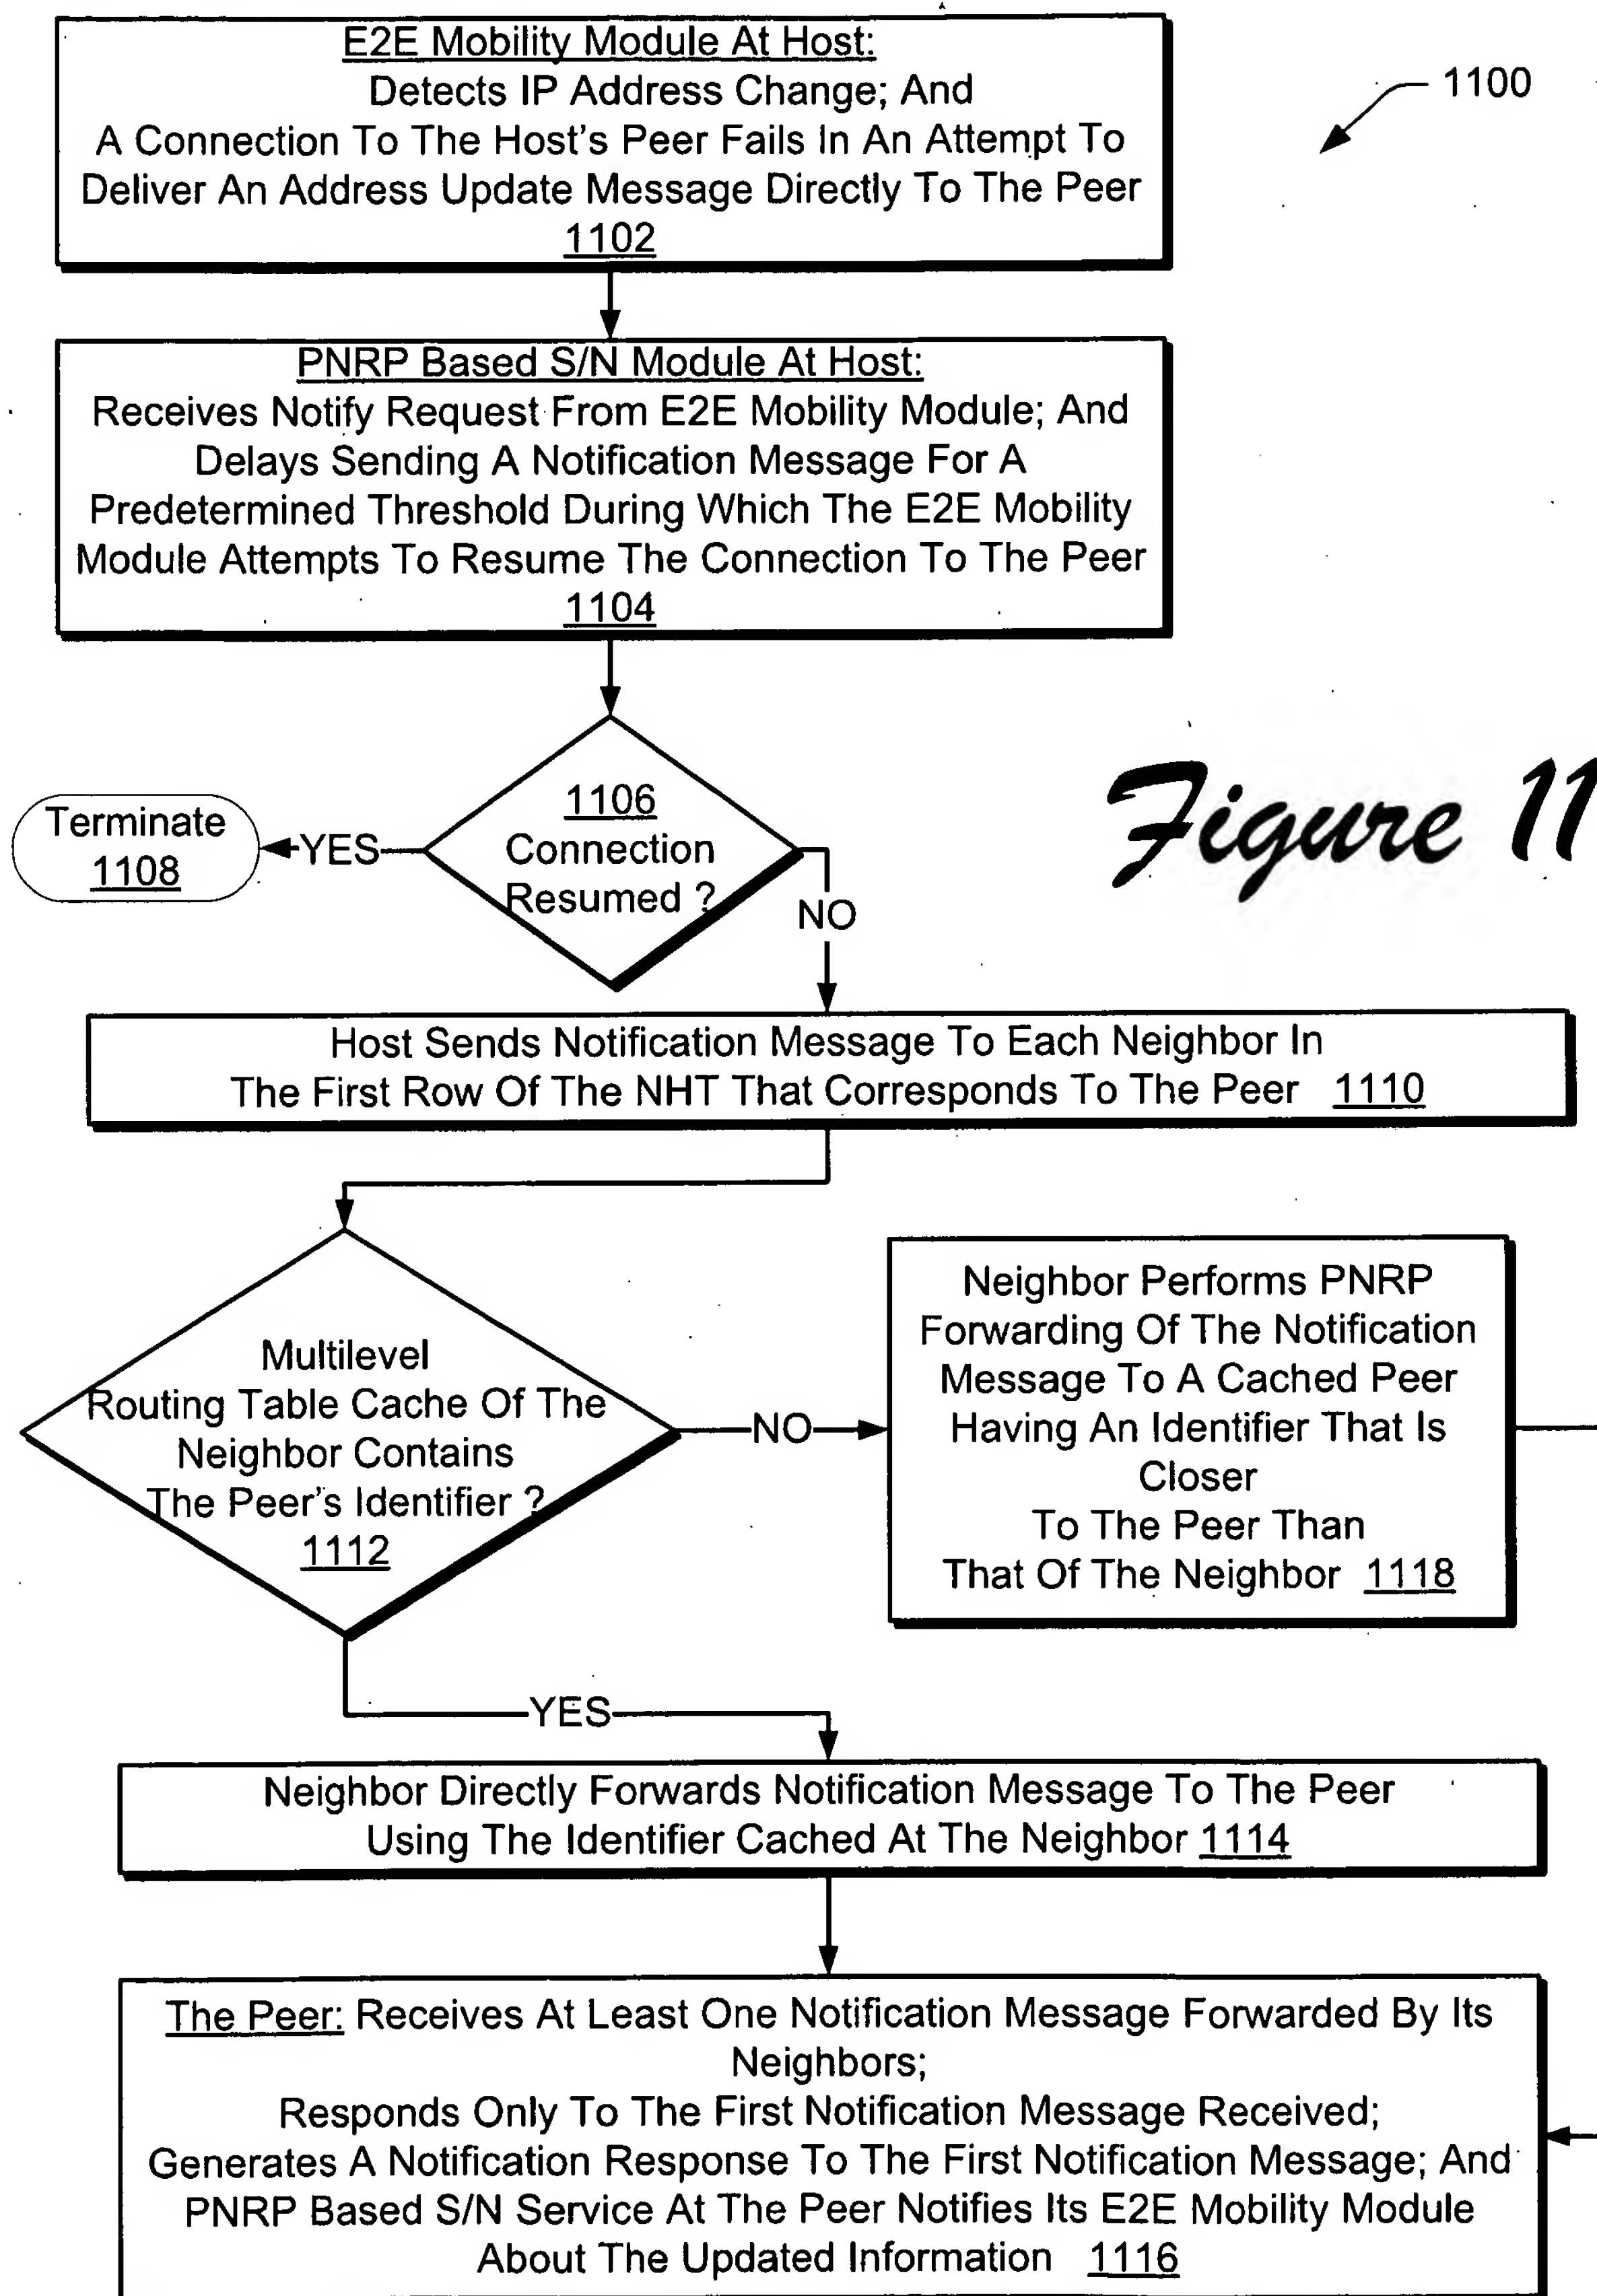 E2E Mobility Module At Host:
Detects IP Address Change; And
A Connection To The Host's Peer Fails In An Attempt To
Deliver An Address Update Message Directly To The Peer
1102
1100
PNRP Based S/N Module At Host:
Receives Notify Request From E2E Mobility Module; And
Delays Sending A Notification Message For A
Predetermined Threshold During Which The E2E Mobility
Module Attempts To Resume The Connection To The Peer
1104
1106
Connection
Resumed ?
YES
Terminate
1108
NO
Figure 11
Host Sends Notification Message To Each Neighbor In
The First Row Of The NHT That Corresponds To The Peer 1110
Multilevel
Routing Table Cache Of The
Neighbor Contains
The Peer's Identifier ?
1112
NO
Neighbor Performs PNRP
Forwarding Of The Notification
Message To A Cached Peer
Having An Identifier That Is
Closer
To The Peer Than
That Of The Neighbor 1118
YES
Neighbor Directly Forwards Notification Message To The Peer
Using The Identifier Cached At The Neighbor 1114
The Peer: Receives At Least One Notification Message Forwarded By Its
Neighbors;
Responds Only To The First Notification Message Received;
Generates A Notification Response To The First Notification Message; And
PNRP Based S/N Service At The Peer Notifies Its E2E Mobility Module
About The Updated Information 1116